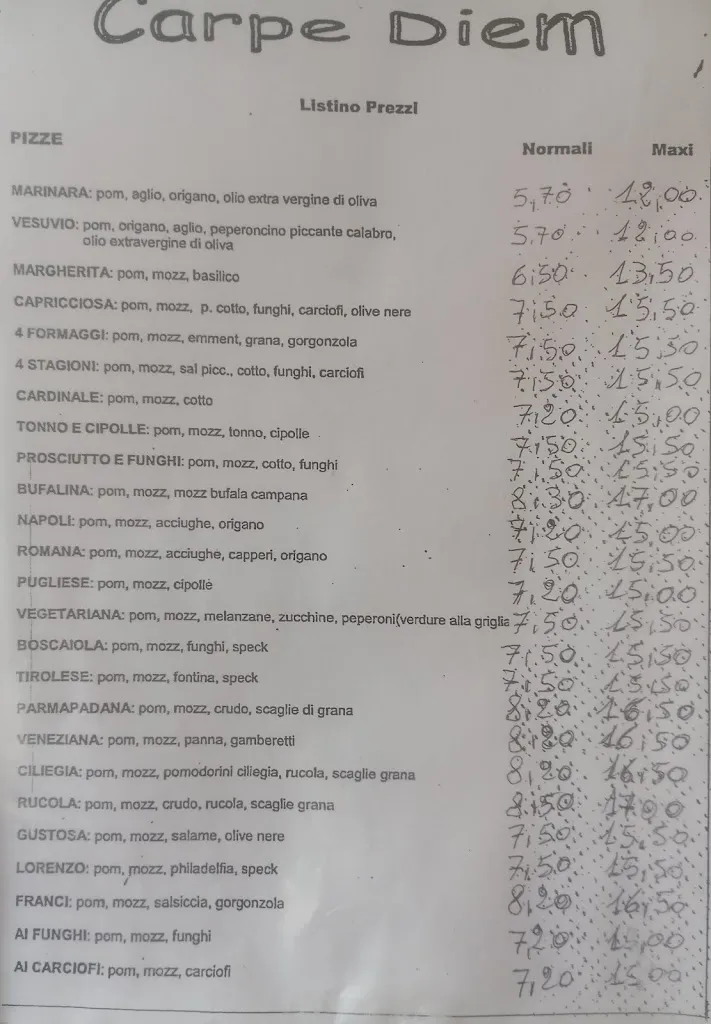 Carpe Diem
Listino Prezzi
PIZZE Normali Maxi
MARINARA: pom, aglio, origano, olio extra vergine di oliva 5,70 12,00
VESUVIO: pom, origano, aglio, peperoncino piccante calabro, 5.70 12,00
olio extravergine di oliva
MARGHERITA: pom, mozz, basilico 6,50 13,50
CAPRICCIOSA: pom, mozz, p. cotto, funghi, carciofi, olive nere 7,50 15,50
4 FORMAGGI: pom, mozz, emment, grana, gorgonzola 7,50 15,50
4 STAGIONI: pom, mozz, sal picc., cotto, funghi, carciofi 7,50 15,50
CARDINALE: pom, mozz, cotto 7,20 15,00
TONNO E CIPOLLE: pom, mozz, tonno, cipolle 7,50 15,50
PROSCIUTTO E FUNGHI: pom, mozz, cotto, funghi 7,50 15,50
BUFALINA: pom, mozz, mozz bufala campana 8,30 17,00
NAPOLI: pom, mozz, acciughe, origano 7,20 15,00
ROMANA: pom, mozz, acciughe, capperi, origano 7,50 15,50
PUGLIESE: pom, mozz, cipolle 7,20 15,00
VEGETARIANA: pom, mozz, melanzane, zucchine, peperoni(verdure alla griglia 7,50 15,50
BOSCAIOLA: pom, mozz, funghi, speck 7,50 15,50
TIROLESE: pom, mozz, fontina, speck 7,50 15,50
PARMAPADANA: pom, mozz, crudo, scaglie di grana 8,20 16,50
VENEZIANA: pom, mozz, panna, gamberetti 8,20 16,50
CILIEGIA: pom, mozz, pomodorini ciliegia, rucola, scaglie grana 8,20 16,50
RUCOLA: pom, mozz, crudo, rucola, scaglie grana 8,50 17,00
GUSTOSA: pom, mozz, salame, olive nere 7,50 15,50
LORENZO: pom, mozz, philadelfia, speck 7,50 15,50
FRANCI: pom, mozz, salsiccia, gorgonzola 8,20 16,50
AI FUNGHI: pom, mozz, funghi 7,20 15,00
AI CARCIOFI: pom, mozz, carciofi 7,20 15 00